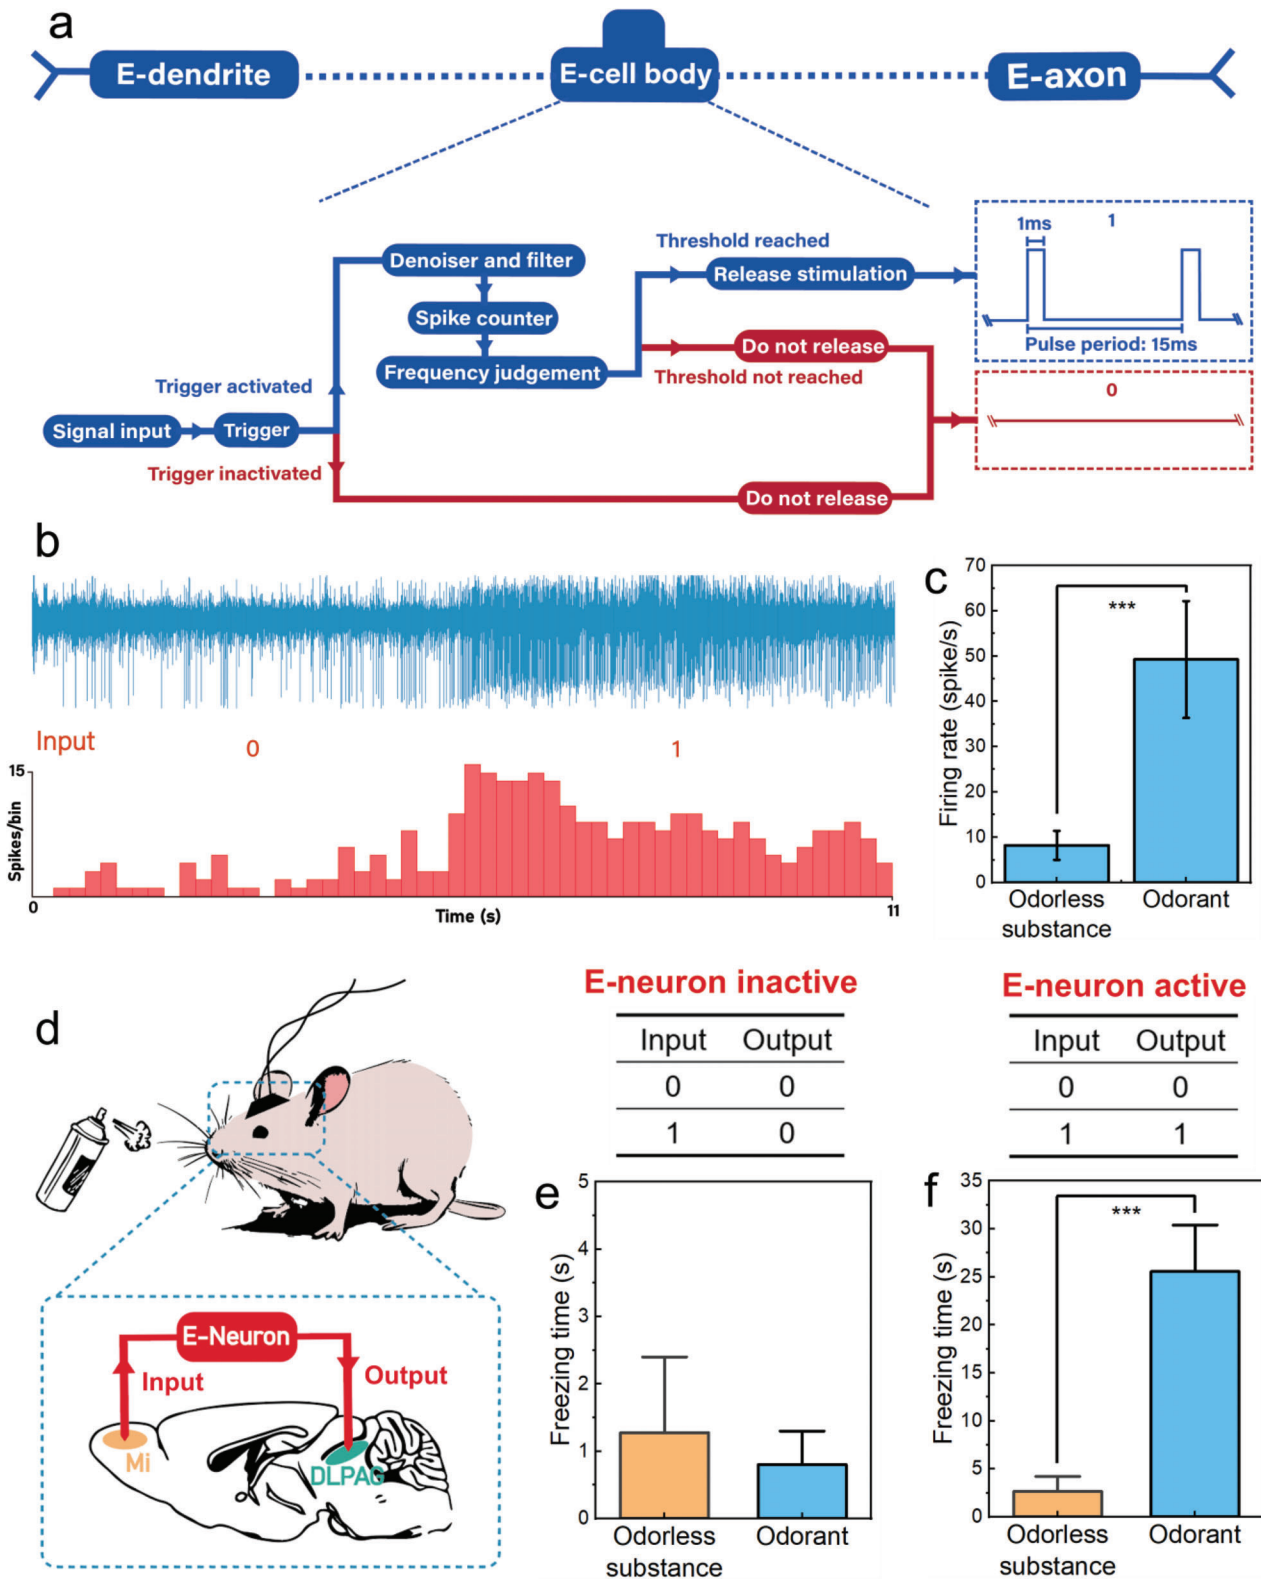 a
E-dendrite
E-cell body
E-axon
Denoiser and filter
Spike counter
Frequency judgement
Threshold reached
Release stimulation
Do not release
Threshold not reached
Trigger activated
Signal input
Trigger
Trigger inactivated
Do not release
1ms
1
Pulse period: 15ms
0
b
Input
0
1
15
Spikes/bin
0
Time (s)
11
c
Firing rate (spike/s)
70
60
50
40
30
20
10
0
***
Odorless
substance
Odorant
d
E-Neuron
Input
Output
Mi
DLPAG
E-neuron inactive
Input Output
0 0
1 0
E-neuron active
Input Output
0 0
1 1
e
Freezing time (s)
5
4
3
2
1
0
Odorless
substance
Odorant
f
Freezing time (s)
35
30
25
20
15
10
5
0
***
Odorless
substance
Odorant